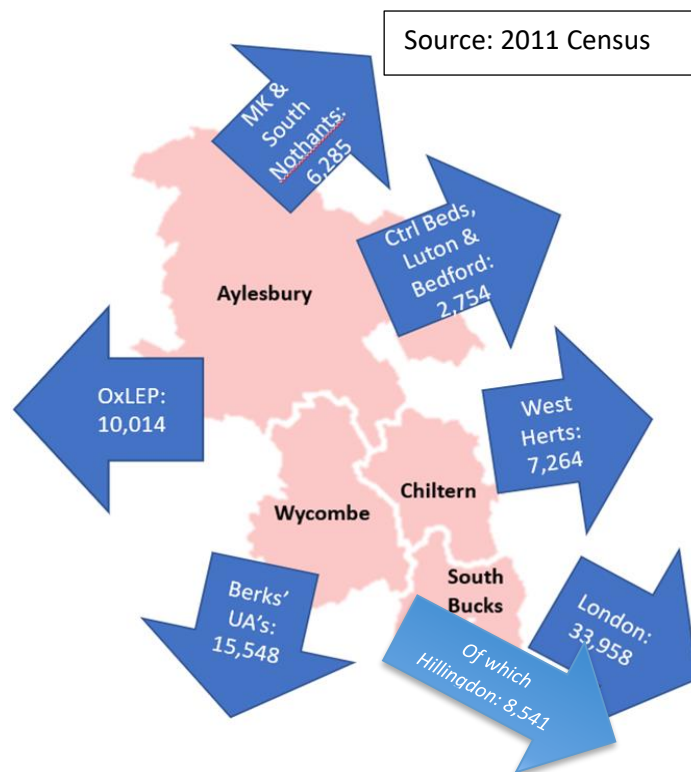 Source: 2011 Census
MK &
South
Nothants:
6,285
Ctrl Beds,
Luton &
Bedford:
2,754
Aylesbury
OxLEP:
10,014
West
Herts:
7,264
Chiltern
Wycombe
South
Bucks
Berks’
UA’s:
15,548
London:
33,958
Of which
Hillingdon: 8,541